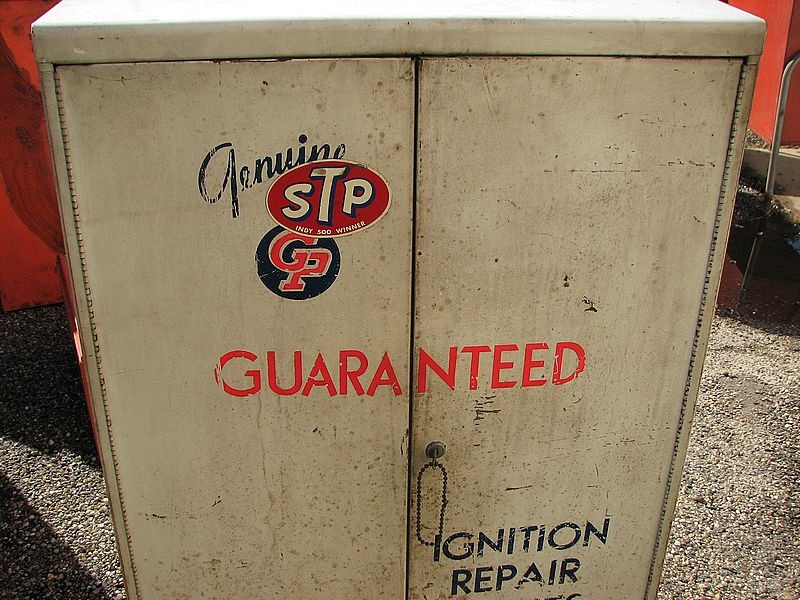 Genuine
STP
INDY 500 WINNER
GP
GUARANTEED
IGNITION
REPAIR